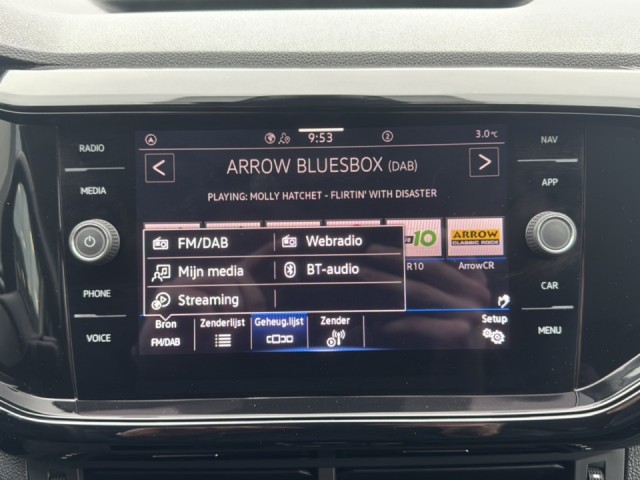 RADIO
MEDIA
PHONE
VOICE
9:53
2
3.0°C
ARROW BLUESBOX (DAB)
PLAYING: MOLLY HATCHET - FLIRTIN' WITH DISASTER
FM/DAB
Webradio
Mijn media
BT-audio
Streaming
10
ARROW
CLASSIC ROCK
R10
ArrowCR
Bron
FM/DAB
Zenderlijst
Geheug.lijst
Zender
Setup
NAV
APP
CAR
MENU